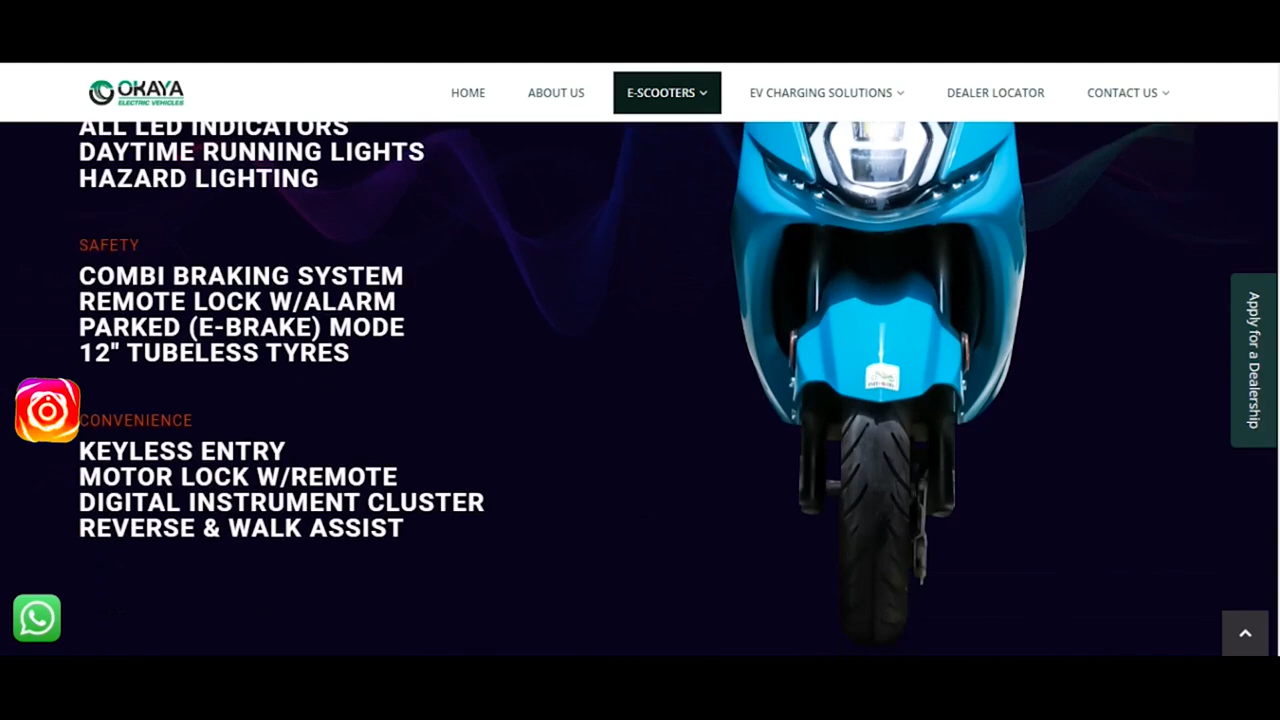 OKAYA
ELECTRIC VEHICLES
HOME
ABOUT US
E-SCOOTERS
EV CHARGING SOLUTIONS
DEALER LOCATOR
CONTACT US
ALL LED INDICATORS
DAYTIME RUNNING LIGHTS
HAZARD LIGHTING
SAFETY
COMBI BRAKING SYSTEM
REMOTE LOCK W/ALARM
PARKED (E-BRAKE) MODE
12" TUBELESS TYRES
Apply for a Dealership
CONVENIENCE
KEYLESS ENTRY
MOTOR LOCK W/REMOTE
DIGITAL INSTRUMENT CLUSTER
REVERSE & WALK ASSIST